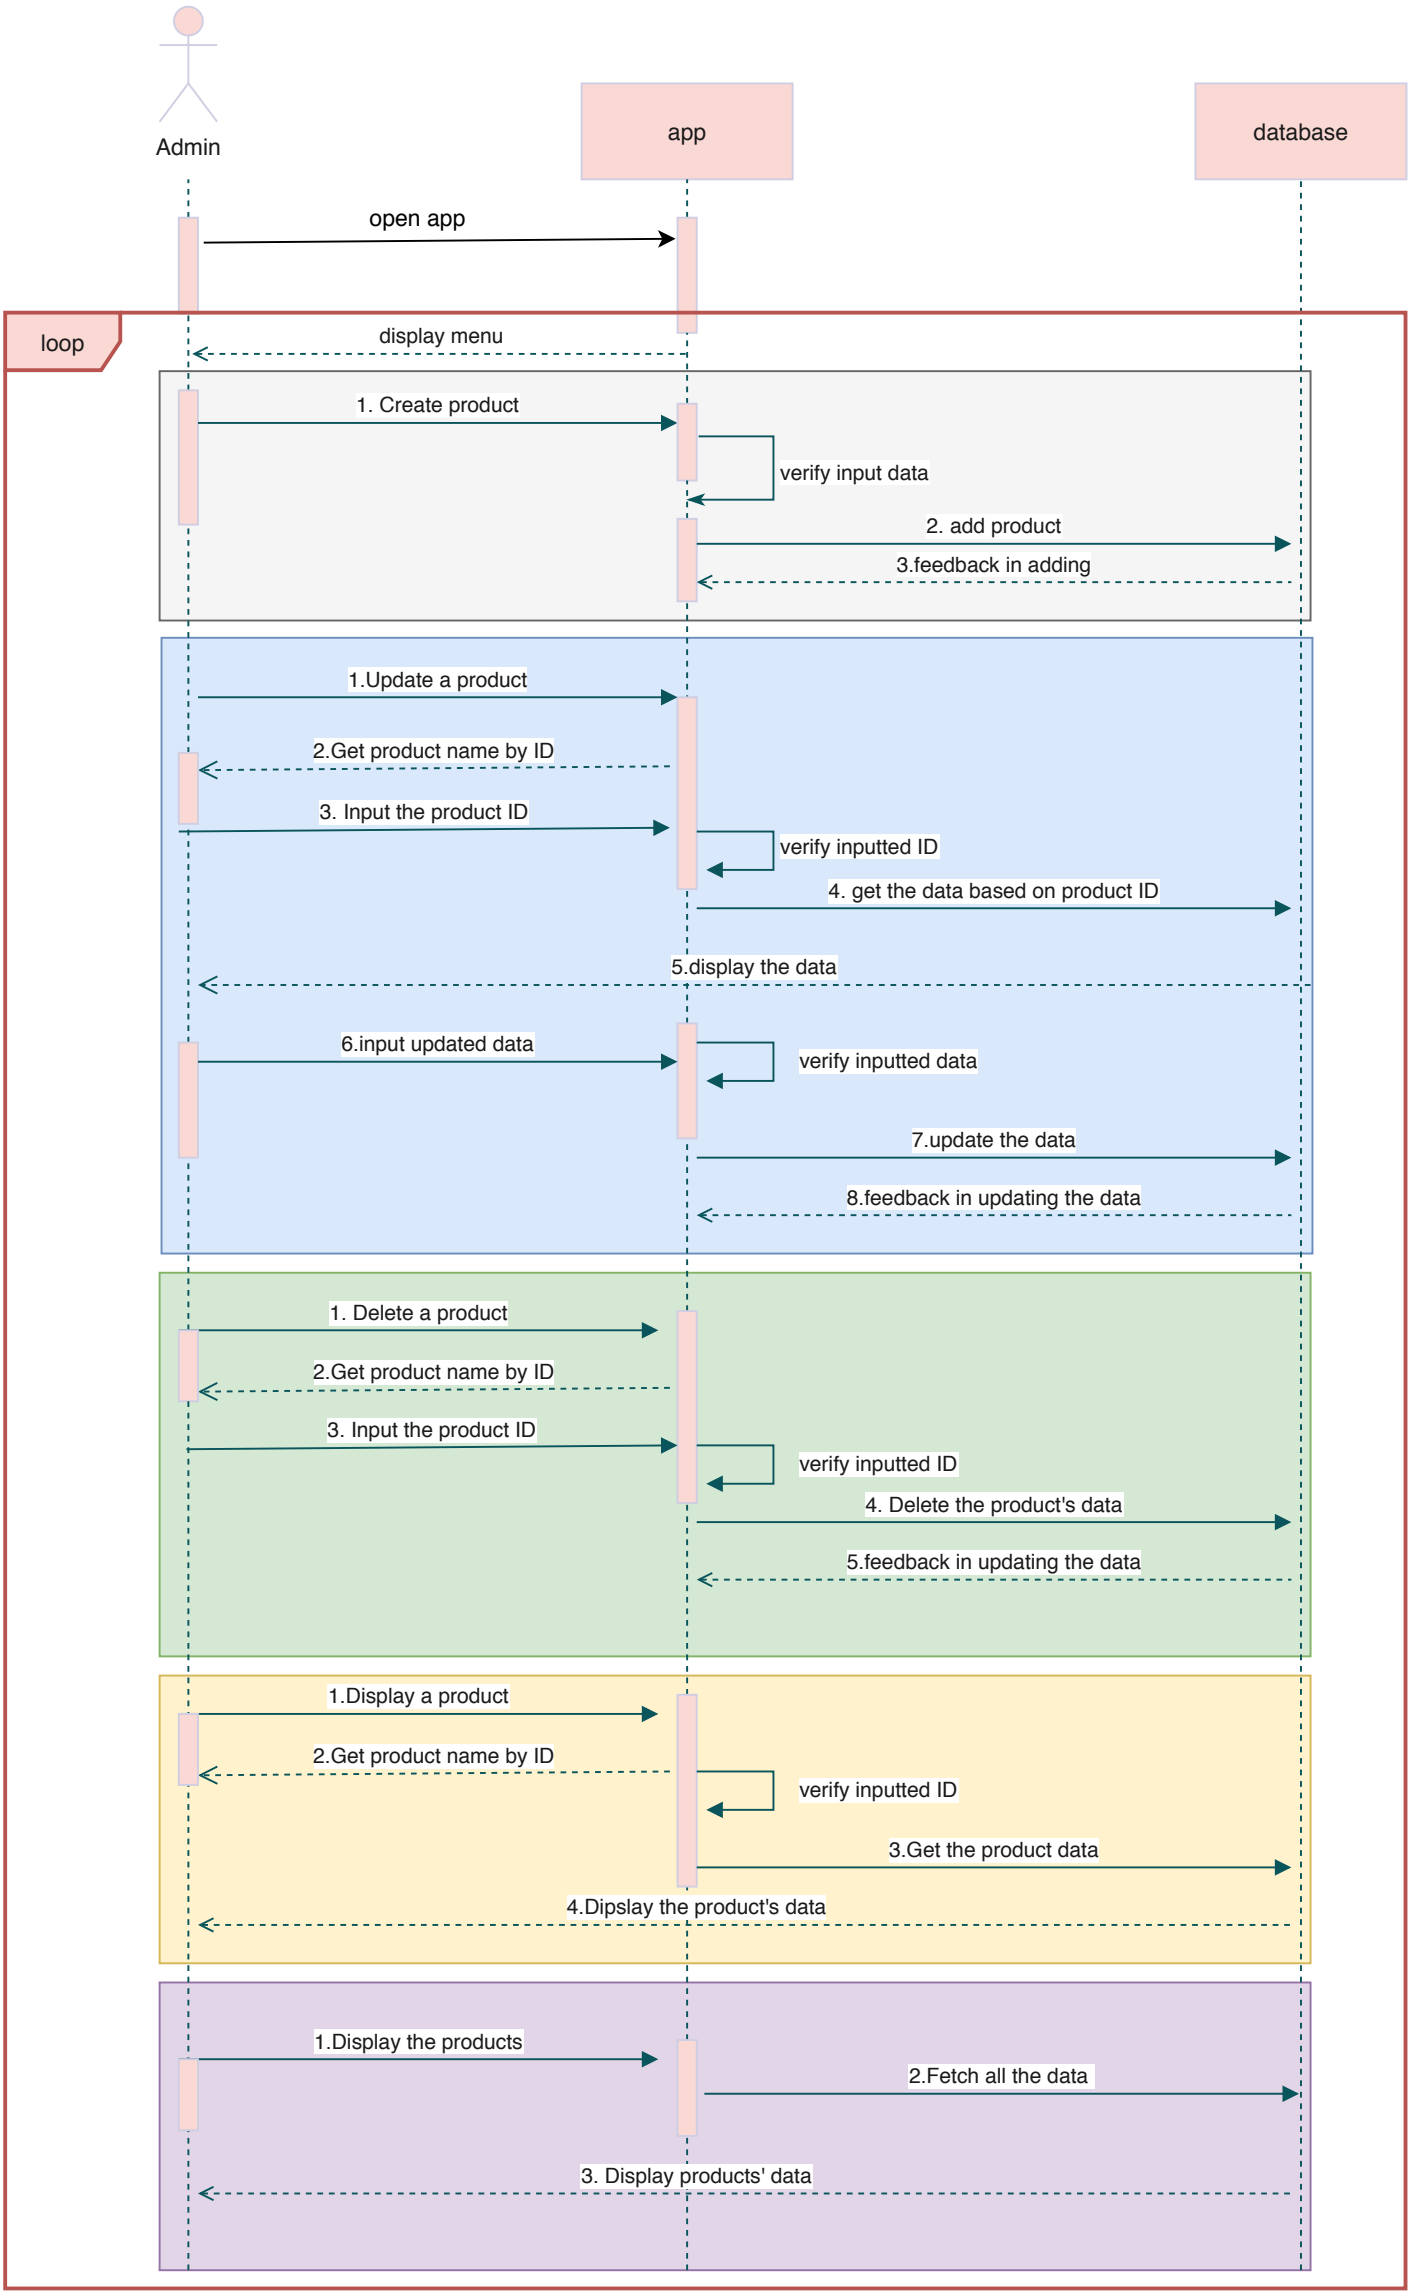 Admin
app
database
open app
loop
display menu
1. Create product
verify input data
2. add product
3.feedback in adding
1.Update a product
2.Get product name by ID
3. Input the product ID
verify inputted ID
4. get the data based on product ID
5.display the data
6.input updated data
verify inputted data
7.update the data
8.feedback in updating the data
1. Delete a product
2.Get product name by ID
3. Input the product ID
verify inputted ID
4. Delete the product's data
5.feedback in updating the data
1.Display a product
2.Get product name by ID
verify inputted ID
3.Get the product data
4.Dipslay the product's data
1.Display the products
2.Fetch all the data
3. Display products' data